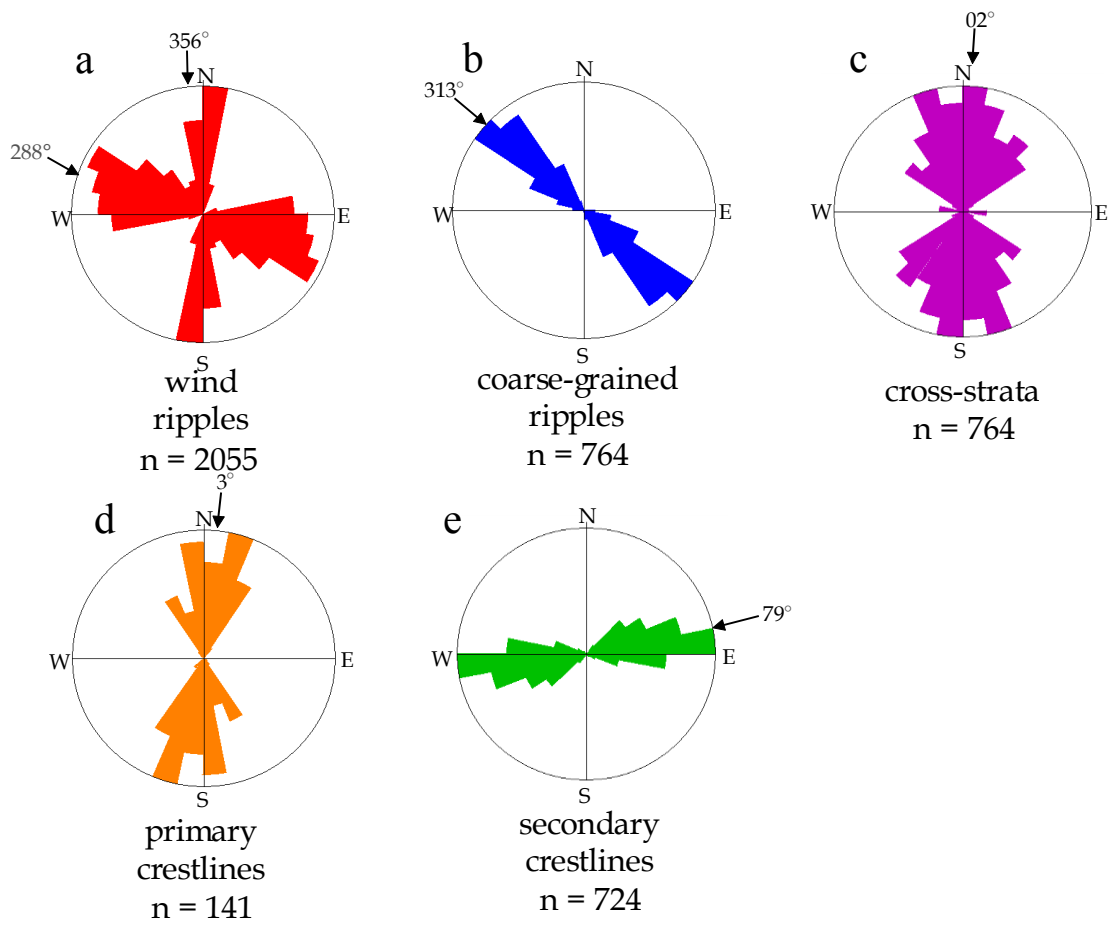 a
356°
N
288°
W
E
S
wind
ripples
n = 2055
b
N
313°
W
E
S
coarse-grained
ripples
n = 764
c
02°
N
W
E
S
cross-strata
n = 764
d
3°
N
W
E
S
primary
crestlines
n = 141
e
N
79°
W
E
S
secondary
crestlines
n = 724